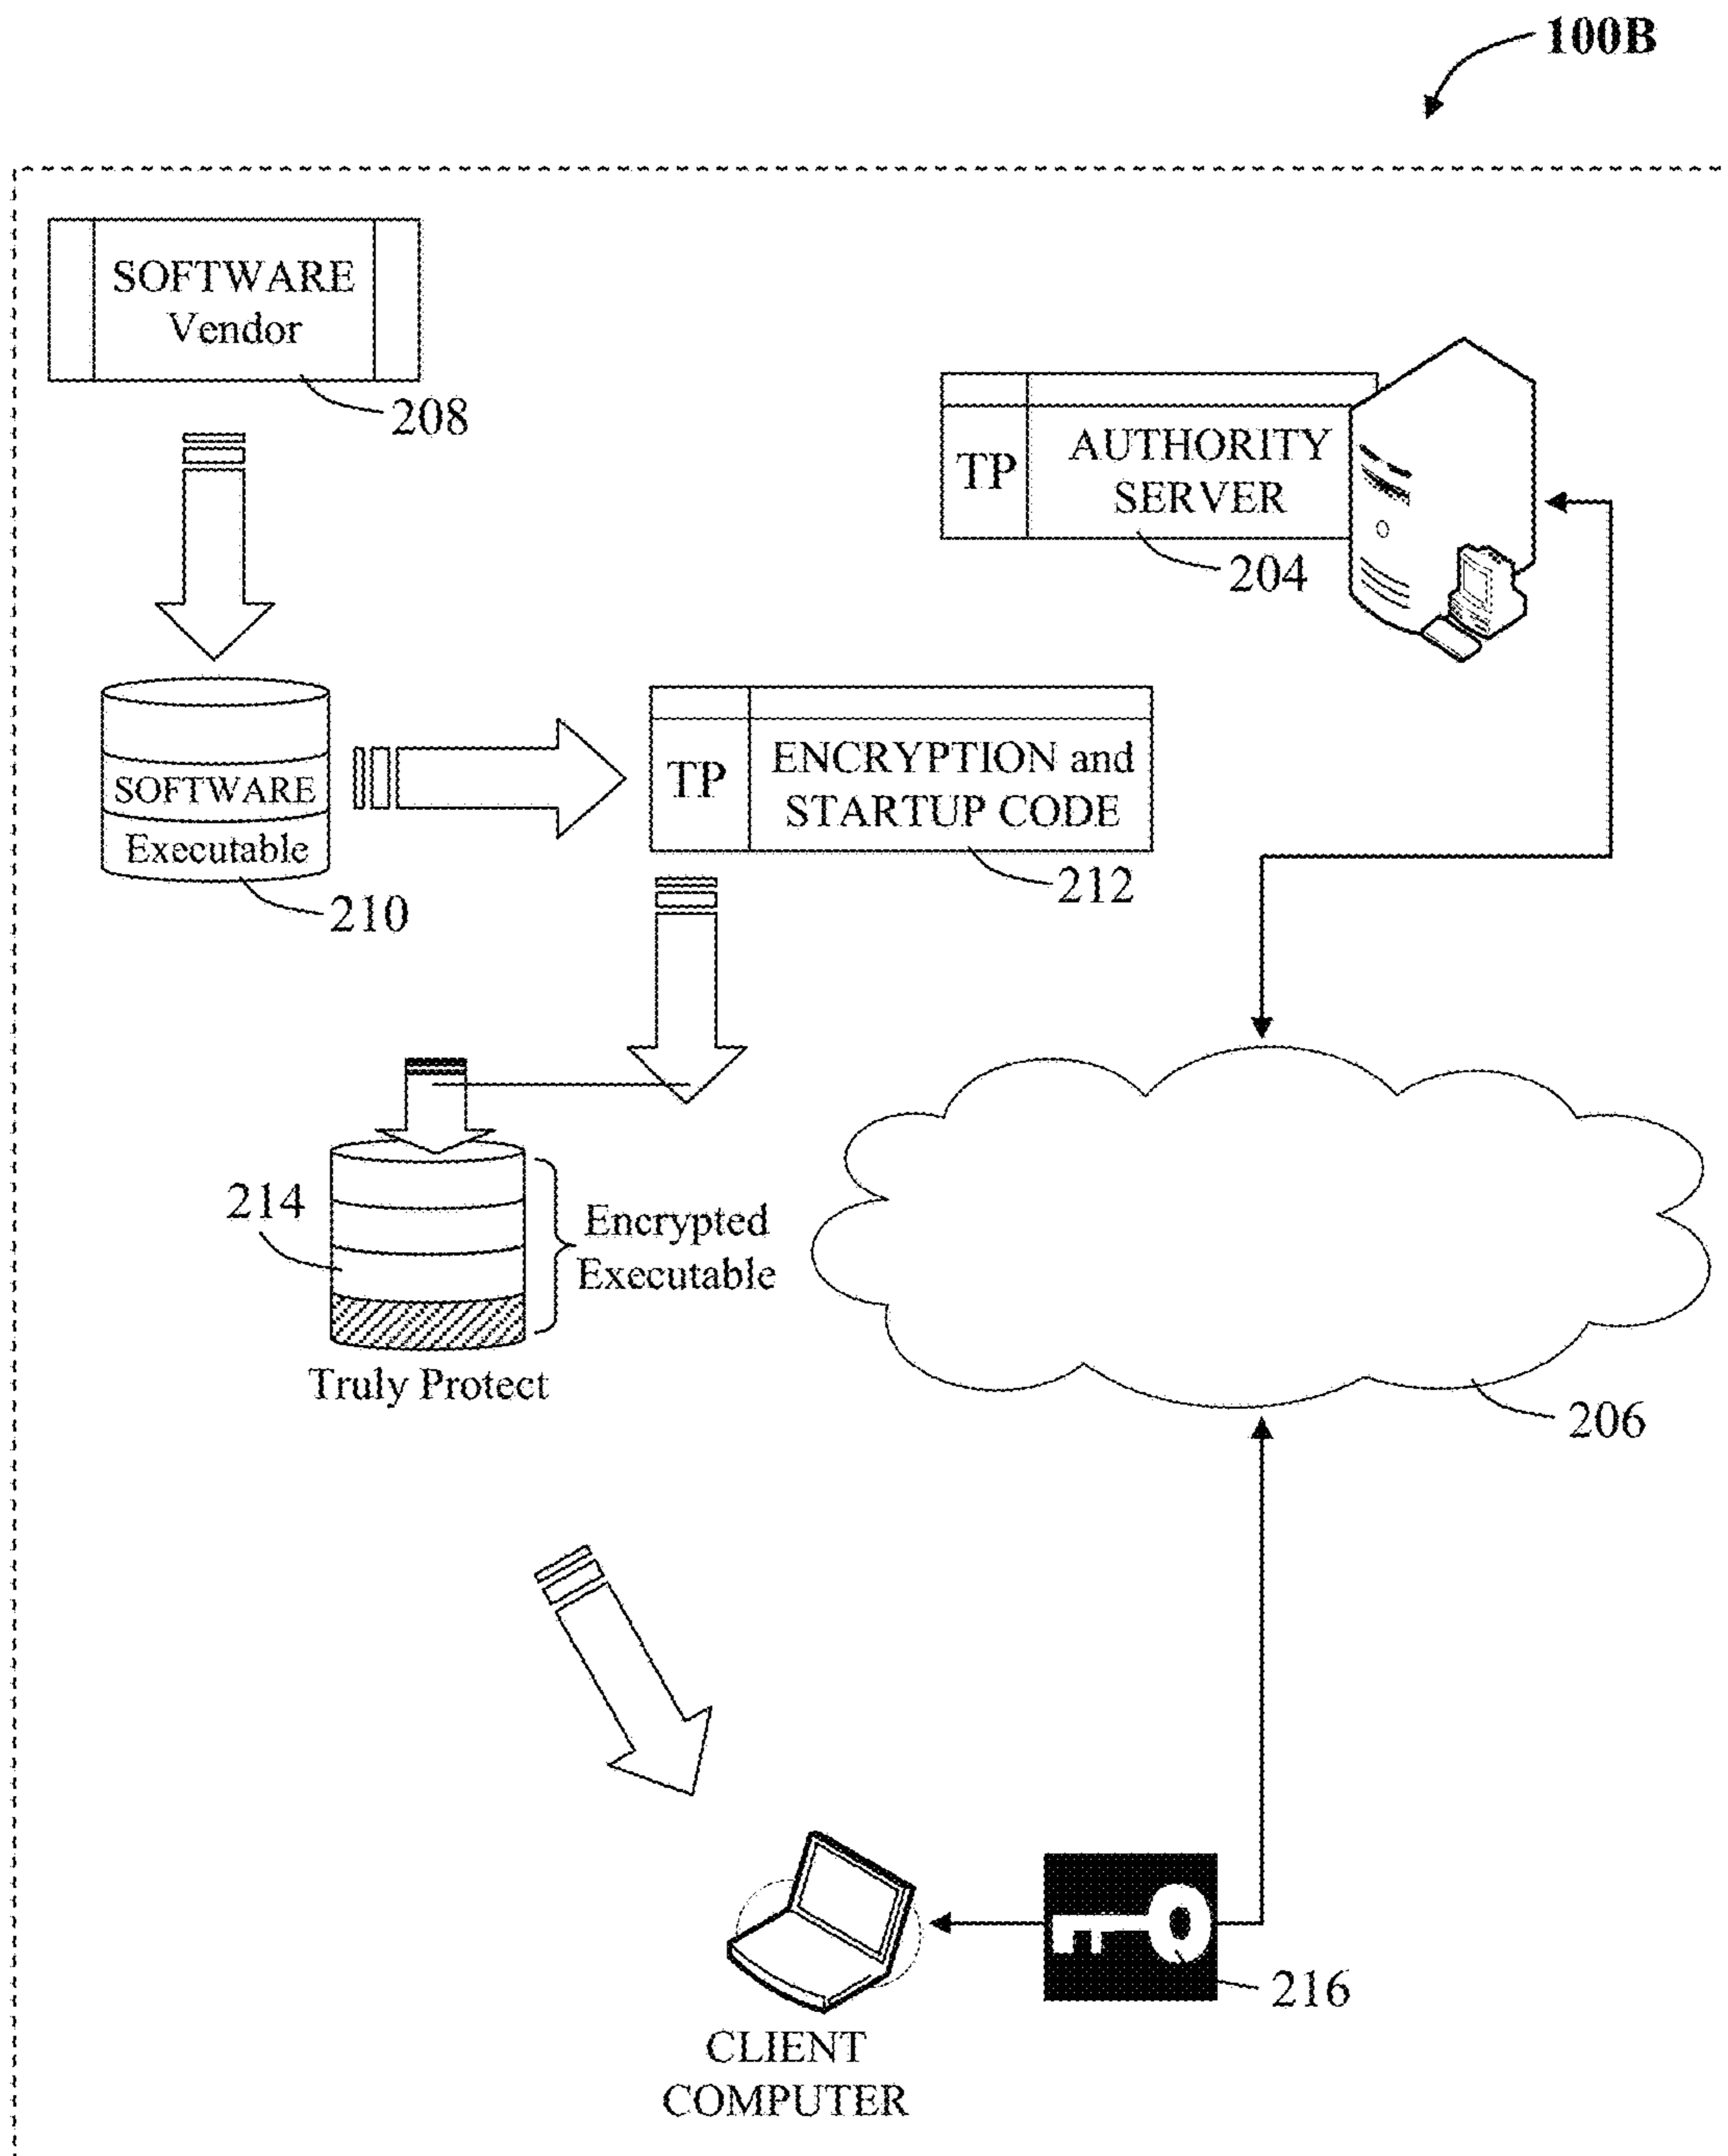 100B
SOFTWARE
Vendor
208
TP
AUTHORITY
SERVER
204
SOFTWARE
Executable
210
TP
ENCRYPTION and
STARTUP CODE
212
214
Encrypted
Executable
Truly Protect
206
216
CLIENT
COMPUTER